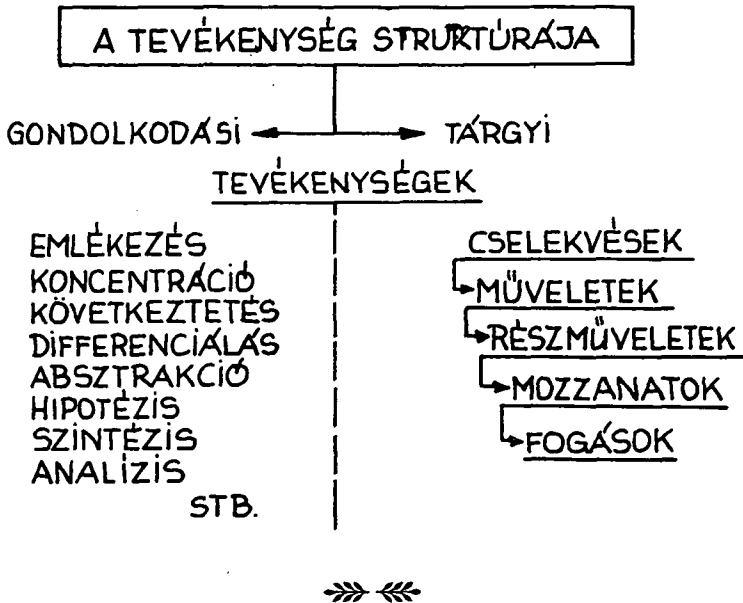 A TEVÉKENYSÉG STRUKTÚRÁJA
GONDOLKODÁSI TÁRGYI
TEVÉKENYSÉGEK
EMLÉKEZÉS
KONCENTRÁCIÓ
KÖVETKEZTETÉS
DIFFERENCIÁLÁS
ABSZTRAKCIÓ
HIPOTÉZIS
SZINTÉZIS
ANALÍZIS
STB.
CSELEKVÉSEK
MŰVELETEK
RÉSZMŰVELETEK
MOZZANATOK
FOGÁSOK